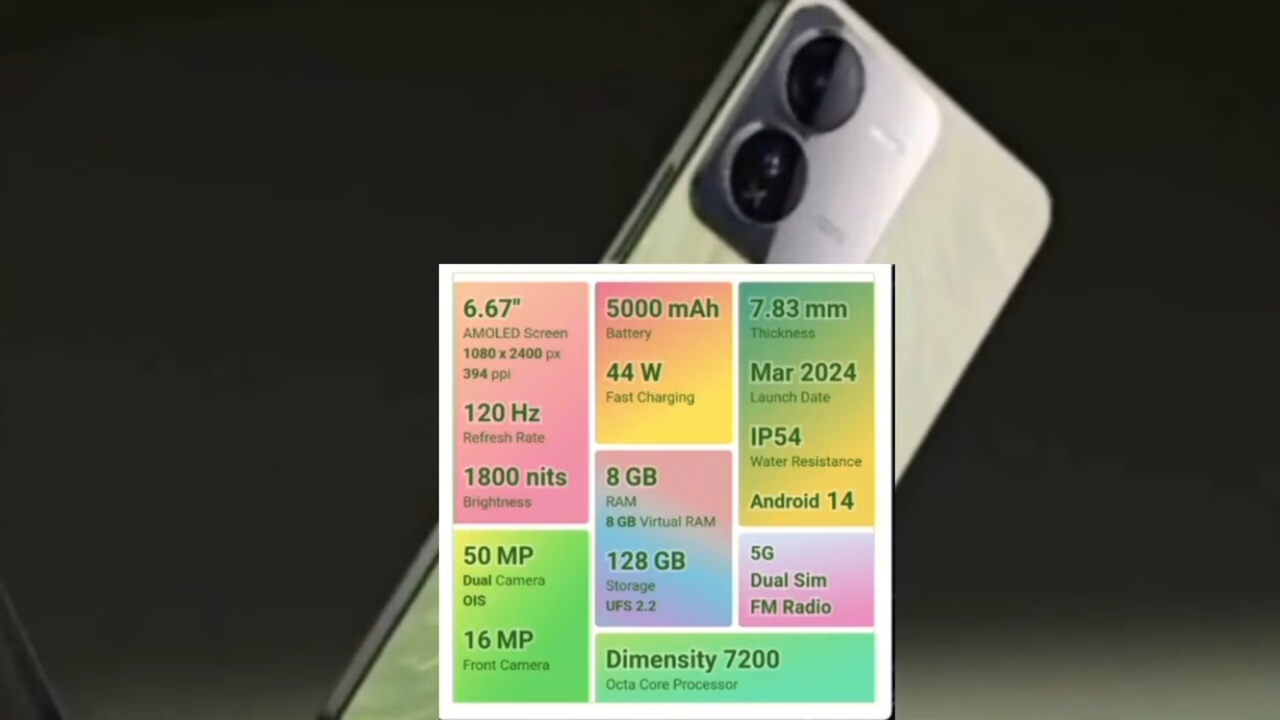 6.67"
AMOLED Screen
1080 x 2400 px
394 ppi
120 Hz
Refresh Rate
1800 nits
Brightness
50 MP
Dual Camera
OIS
16 MP
Front Camera
5000 mAh
Battery
44 W
Fast Charging
8 GB
RAM
8 GB Virtual RAM
128 GB
Storage
UFS 2.2
7.83 mm
Thickness
Mar 2024
Launch Date
IP54
Water Resistance
Android 14
5G
Dual Sim
FM Radio
Dimensity 7200
Octa Core Processor